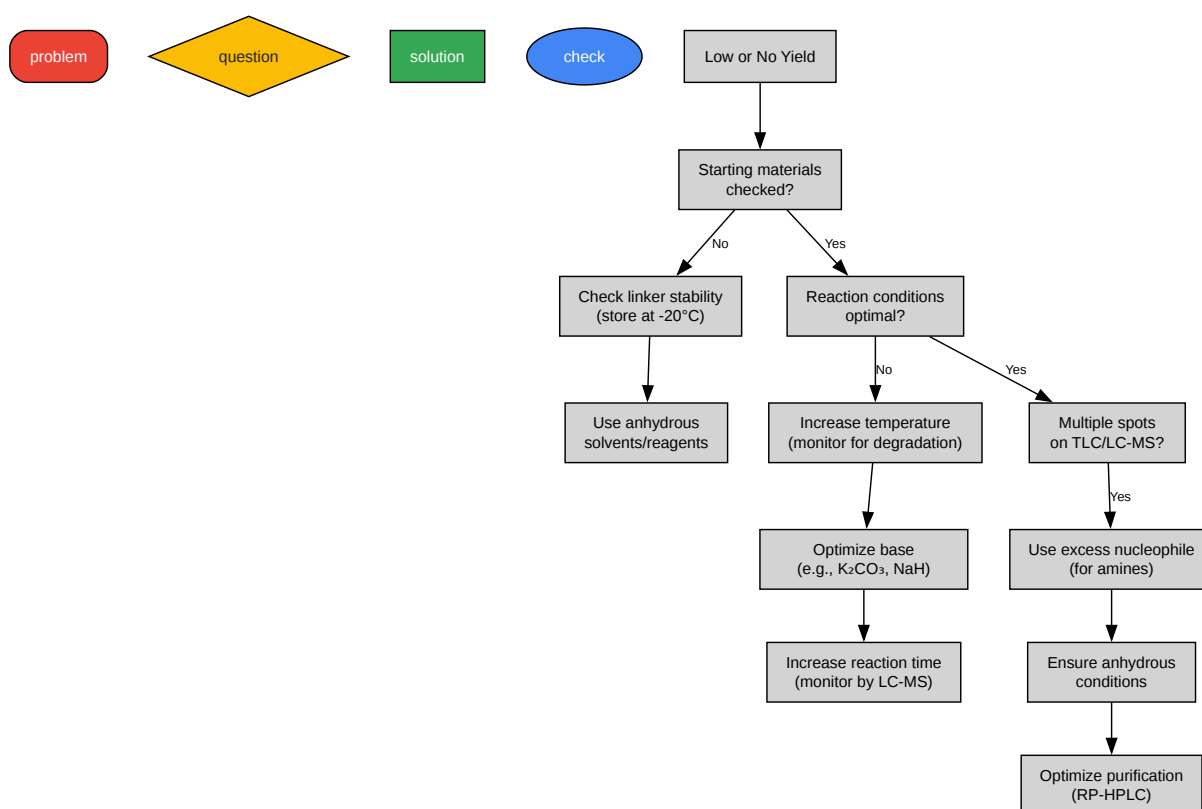 problem
question
solution
check
Low or No Yield
Starting materials
checked?
No
Yes
Check linker stability
(store at -20°C)
Reaction conditions
optimal?
No
Yes
Use anhydrous
solvents/reagents
Increase temperature
(monitor for degradation)
Multiple spots
on TLC/LC-MS?
Yes
Optimize base
(e.g., K₂CO₃, NaH)
Use excess nucleophile
(for amines)
Increase reaction time
(monitor by LC-MS)
Ensure anhydrous
conditions
Optimize purification
(RP-HPLC)